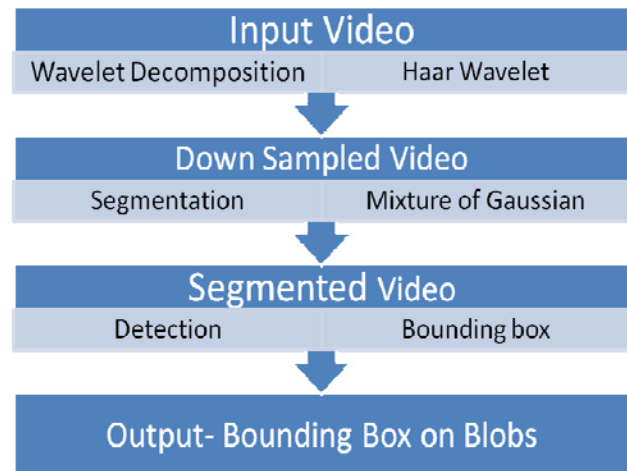 Input Video
Wavelet Decomposition Haar Wavelet
Down Sampled Video
Segmentation Mixture of Gaussian
Segmented Video
Detection Bounding box
Output- Bounding Box on Blobs